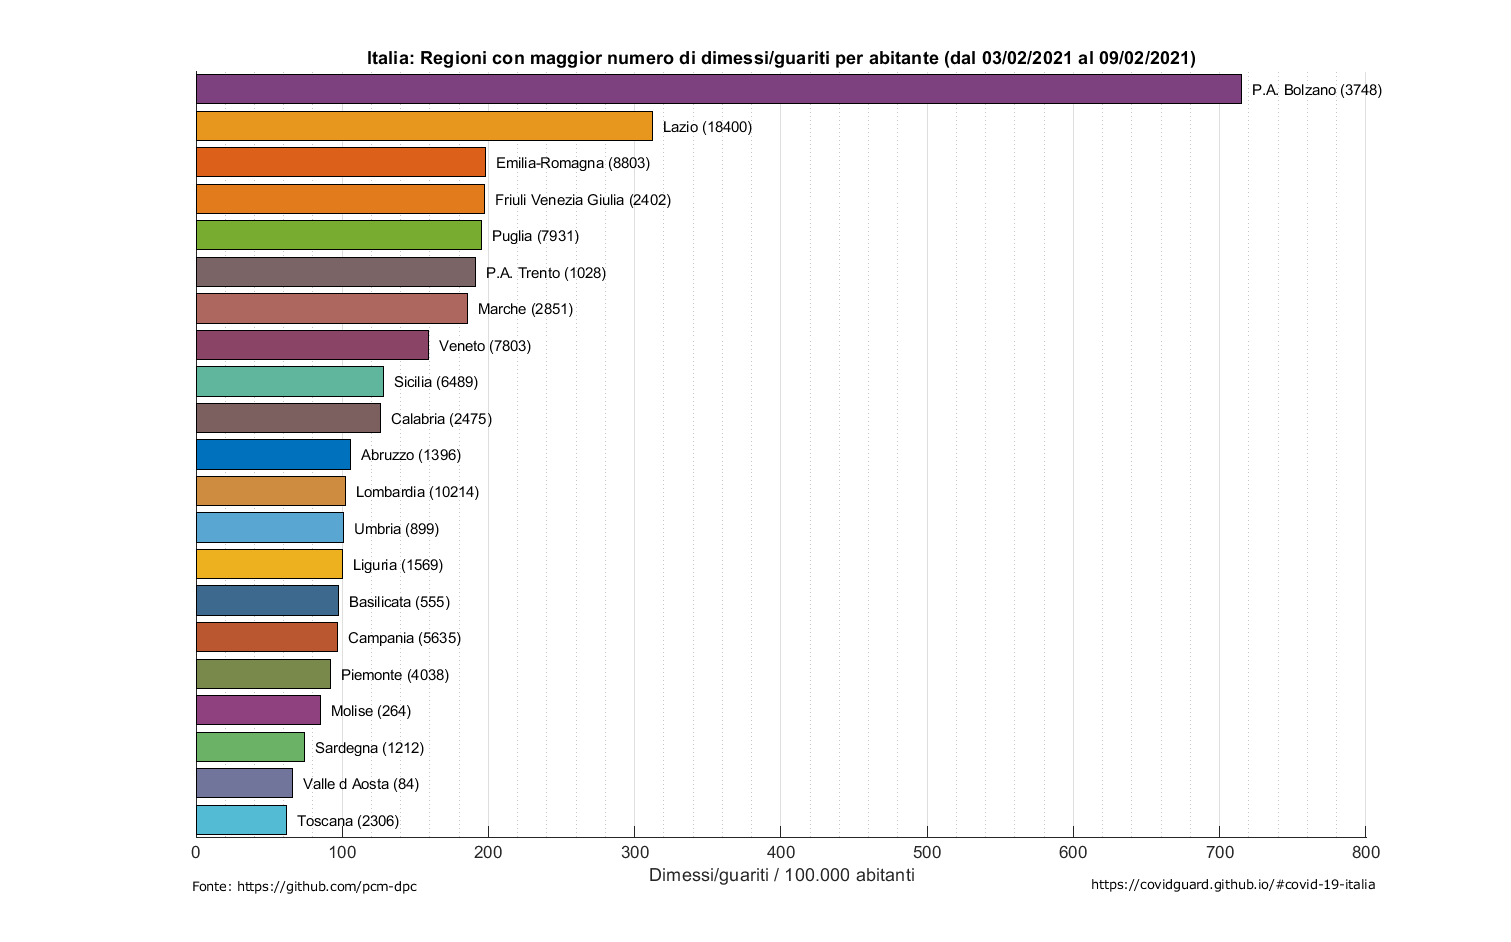 Italia: Regioni con maggior numero di dimessi/guariti per abitante (dal 03/02/2021 al 09/02/2021)
P.A. Bolzano (3748)
Lazio (18400)
Emilia-Romagna (8803)
Friuli Venezia Giulia (2402)
Puglia (7931)
P.A. Trento (1028)
Marche (2851)
Veneto (7803)
Sicilia (6489)
Calabria (2475)
Abruzzo (1396)
Lombardia (10214)
Umbria (899)
Liguria (1569)
Basilicata (555)
Campania (5635)
Piemonte (4038)
Molise (264)
Sardegna (1212)
Valle d Aosta (84)
Toscana (2306)
0 100 200 300 400 500 600 700 800
Dimessi/guariti / 100.000 abitanti
Fonte: https://github.com/pcm-dpc
https://covidguard.github.io/#covid-19-italia